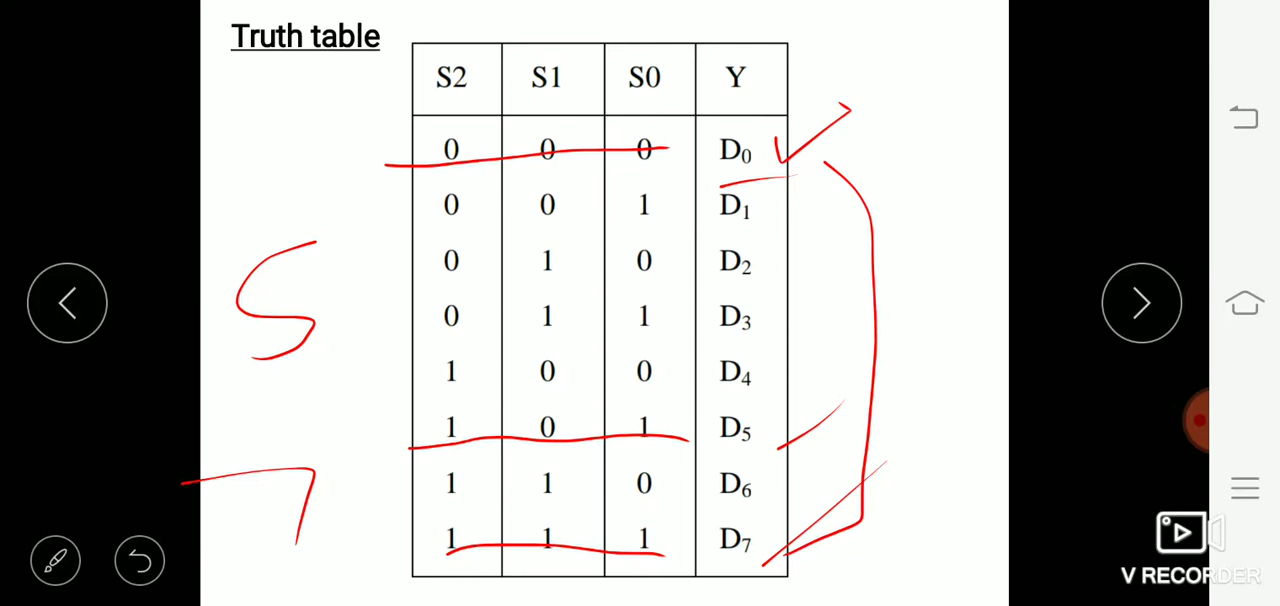 Truth table
S2 S1 S0 Y
0 0 0 D₀
0 0 1 D₁
0 1 0 D₂
0 1 1 D₃
1 0 0 D₄
1 0 1 D₅
1 1 0 D₆
1 1 1 D₇
5
7
V RECORDER